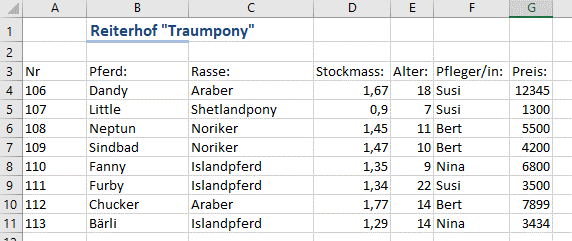 A B C D E F G
1 Reiterhof "Traumpony"
2
3 Nr Pferd: Rasse: Stockmass: Alter: Pfleger/in: Preis:
4 106 Dandy Araber 1,67 18 Susi 12345
5 107 Little Shetlandpony 0,9 7 Susi 1300
6 108 Neptun Noriker 1,45 11 Bert 5500
7 109 Sindbad Noriker 1,47 10 Bert 4200
8 110 Fanny Islandpferd 1,35 9 Nina 6800
9 111 Furby Islandpferd 1,34 22 Susi 3500
10 112 Chucker Araber 1,77 14 Bert 7899
11 113 Bärli Islandpferd 1,29 14 Nina 3434